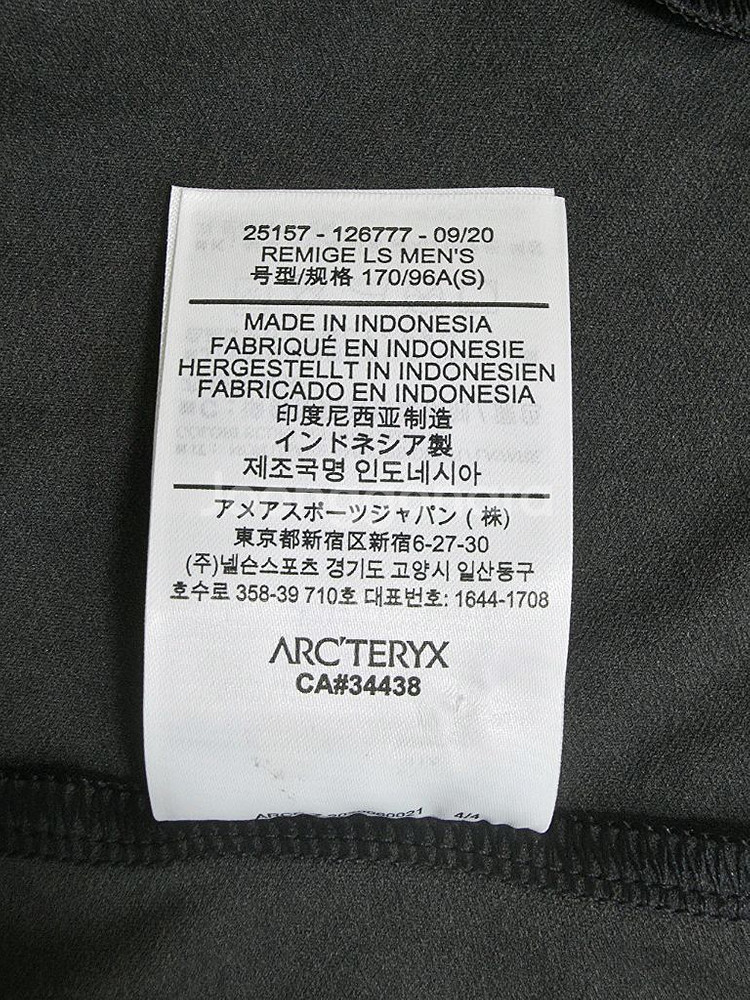 25157 - 126777 - 09/20
REMIGE LS MEN'S
号型/规格 170/96A(S)
MADE IN INDONESIA
FABRIQUÉ EN INDONESIE
HERGESTELLT IN INDONESIEN
FABRICADO EN INDONESIA
印度尼西亚制造
インドネシア製
제조국명 인도네시아
アメアスポーツジャパン ( 株)
東京都新宿区新宿6-27-30
(주)넬슨스포츠 경기도 고양시 일산동구
호수로 358-39 710호 대표번호: 1644-1708
ARC'TERYX
CA#34438
4/4